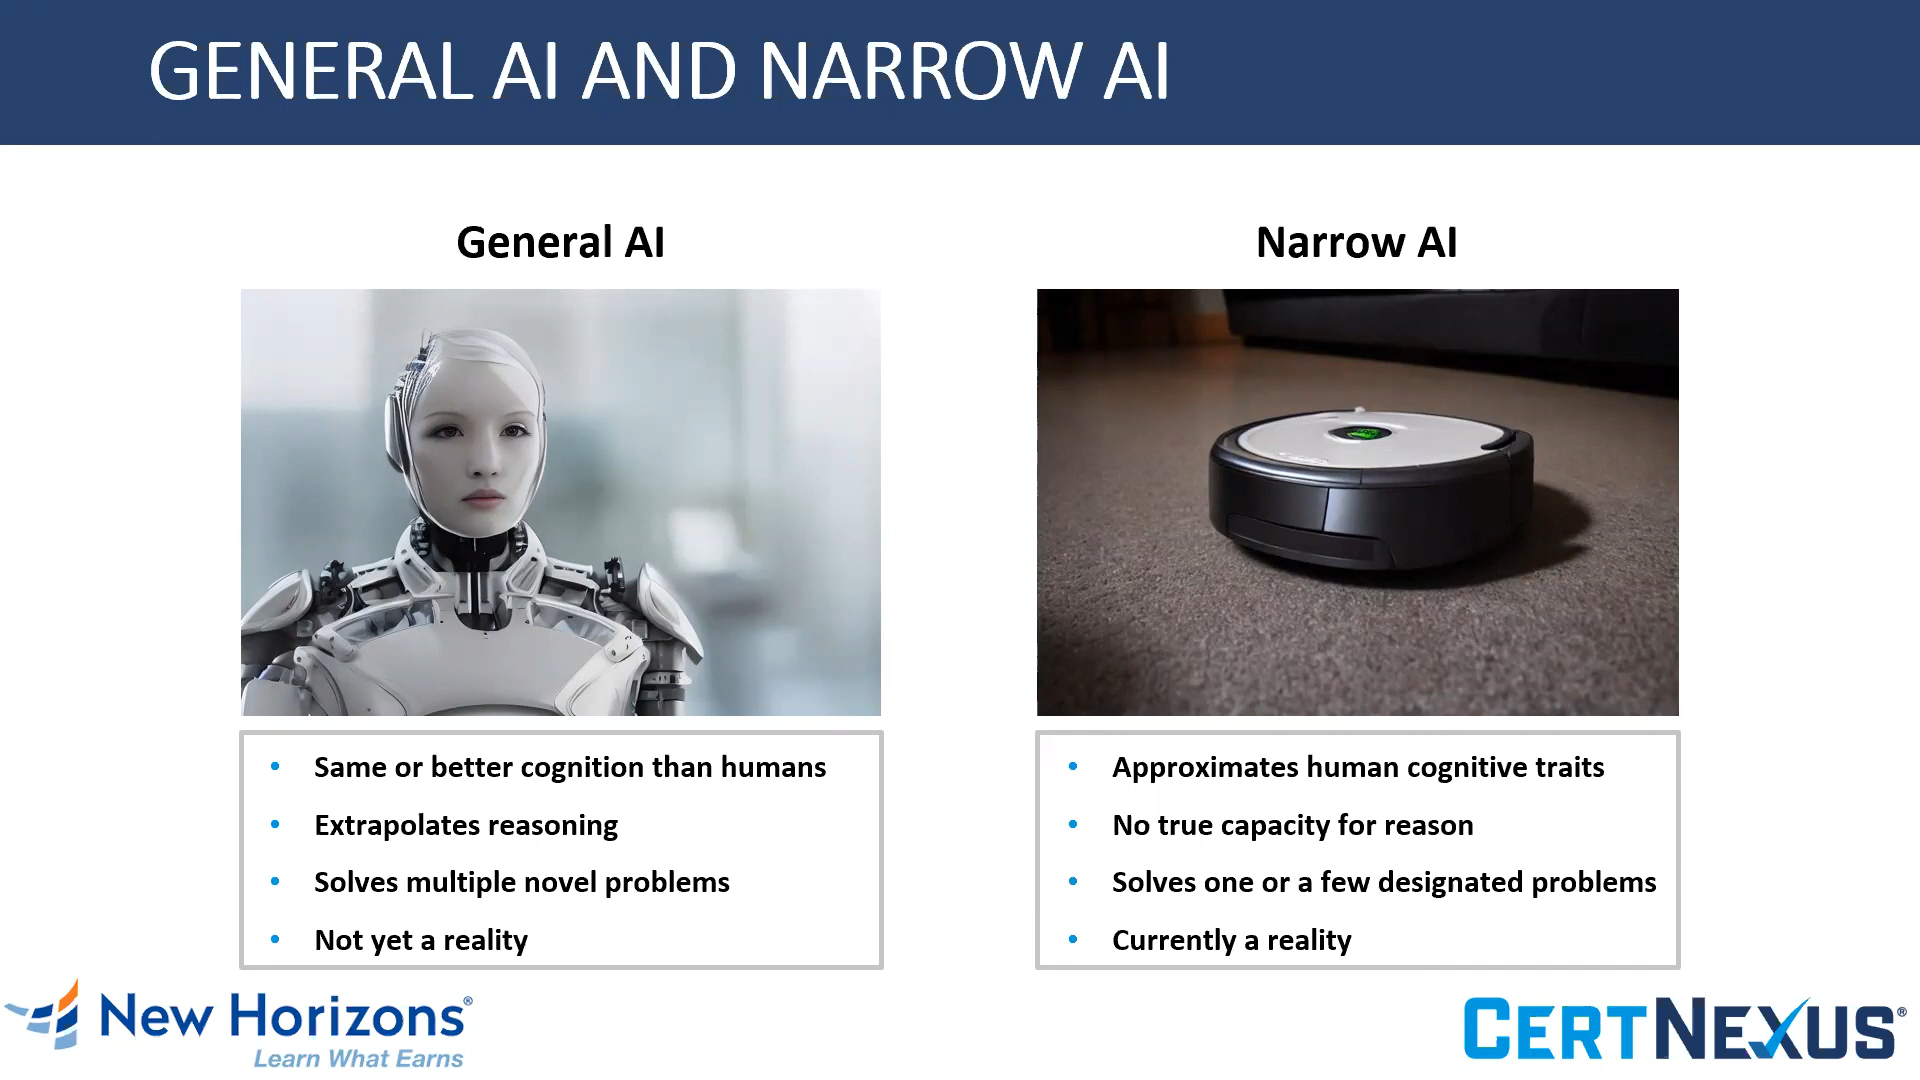 GENERAL AI AND NARROW AI
General AI
Same or better cognition than humans
Extrapolates reasoning
Solves multiple novel problems
Not yet a reality
Narrow AI
Approximates human cognitive traits
No true capacity for reason
Solves one or a few designated problems
Currently a reality
New Horizons®
Learn What Earns
CERTNEXUS®